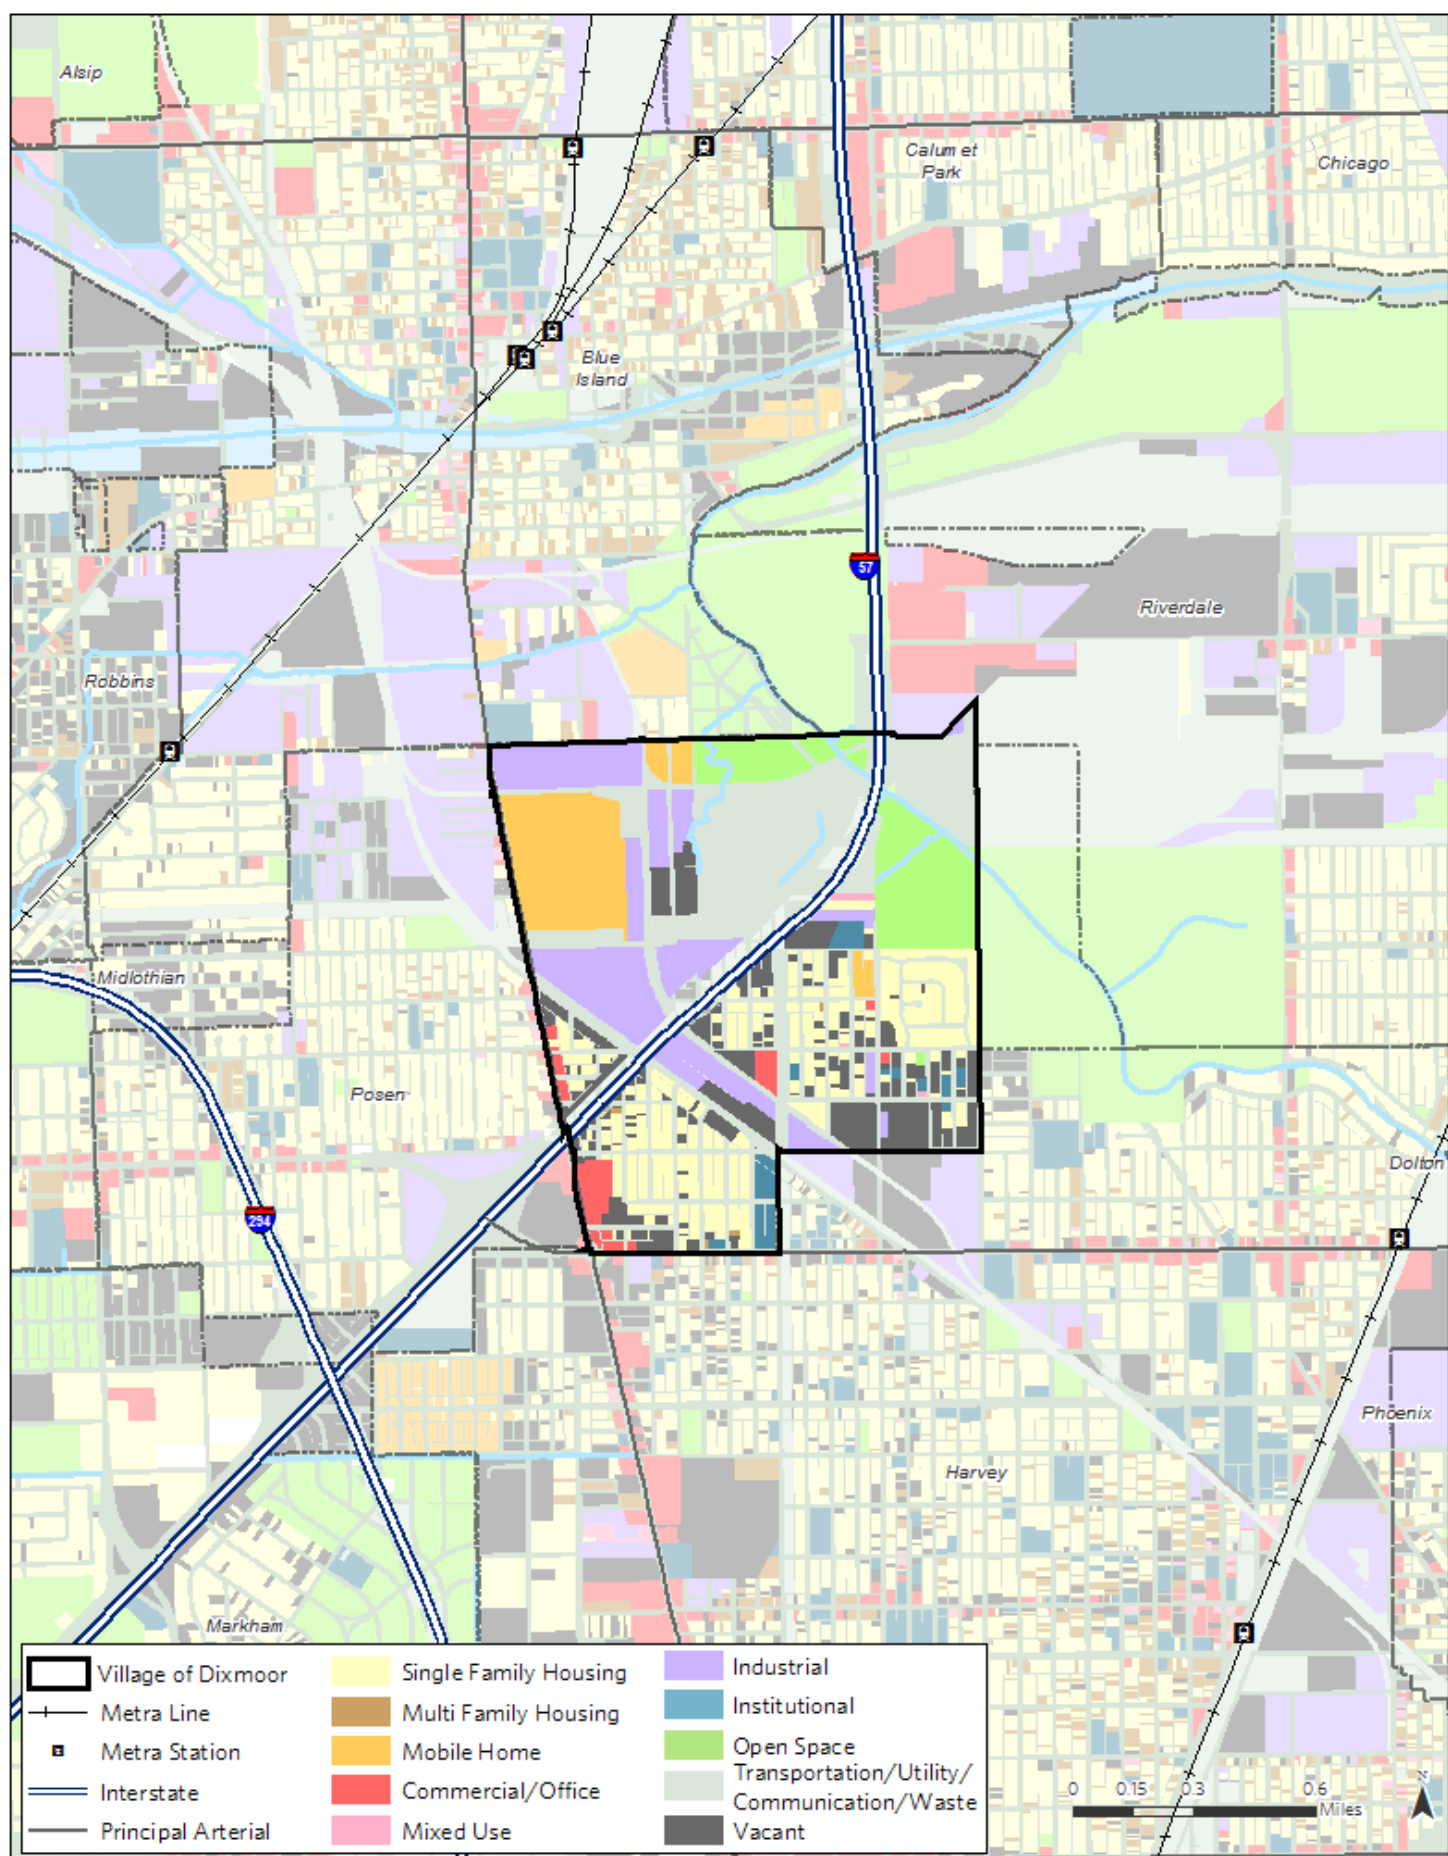 Alsip
Calumet
Park
Chicago
Blue
Island
57
Riverdale
Robbins
Midlothian
Posen
Dolton
294
Phoenix
Harvey
Markham
Village of Dixmoor
Metra Line
Metra Station
Interstate
Principal Arterial
Single Family Housing
Multi Family Housing
Mobile Home
Commercial/Office
Mixed Use
Industrial
Institutional
Open Space
Transportation/Utility/
Communication/Waste
Vacant
0 0.15 0.3 0.6
Miles
N